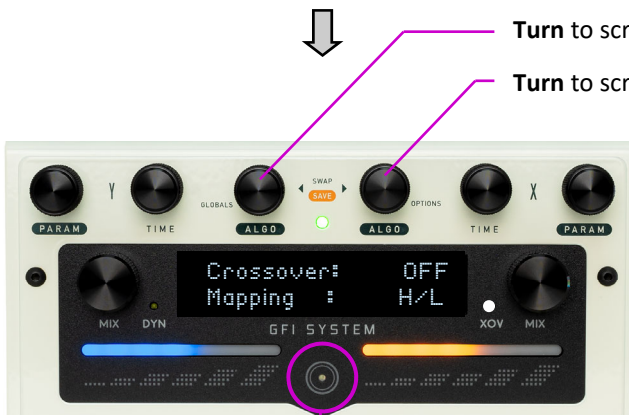 Turn to scr
Turn to scr
SWAP
GLOBALS SAVE OPTIONS
Y X
PARAM TIME ALGO ALGO TIME PARAM
Crossover: OFF
Mapping : H/L
MIX DYN XOV MIX
GFI SYSTEM